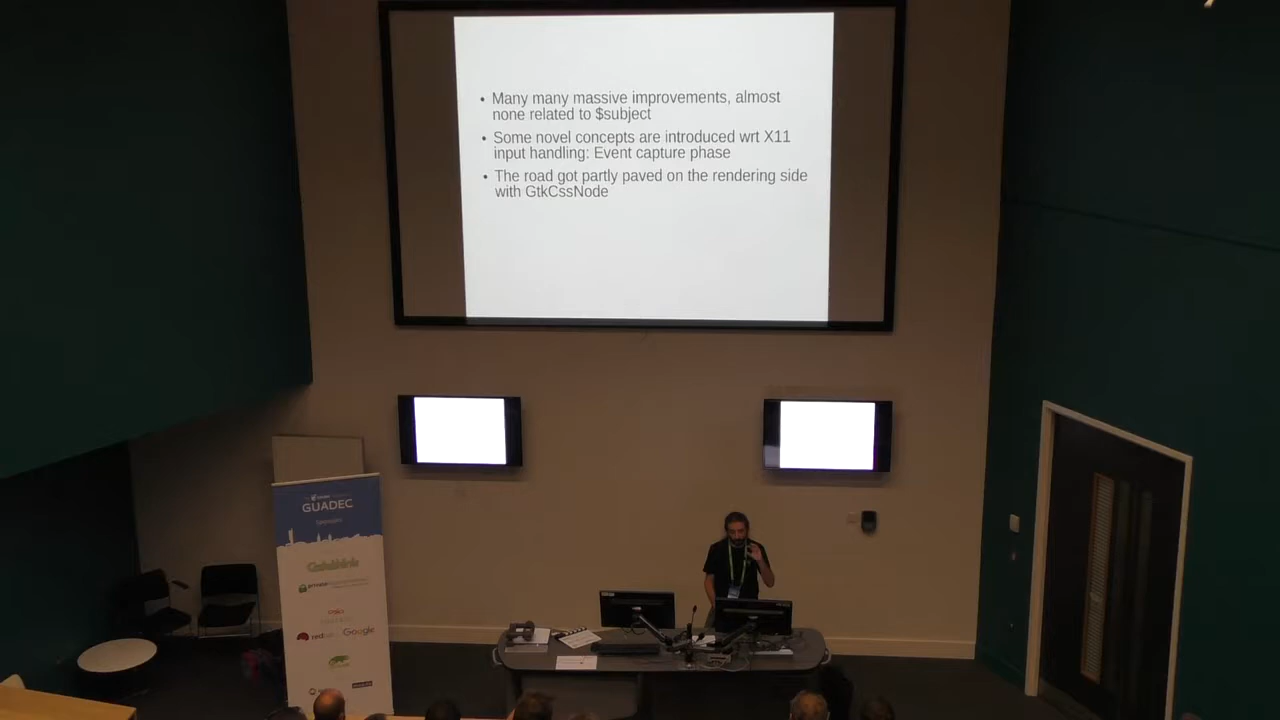 • Many many massive improvements, almost
none related to $subject
• Some novel concepts are introduced wrt X11
input handling: Event capture phase
• The road got partly paved on the rendering side
with GtkCssNode
GUADEC
Codethink
Google